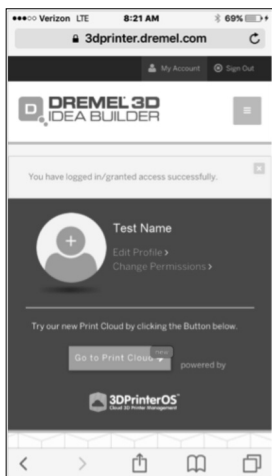 Verizon LTE 8:21 AM 69%
3dprinter.dremel.com
My Account Sign Out
D DREMEL 3D
IDEA BUILDER
You have logged in/granted access successfully.
Test Name
Edit Profile >
Change Permissions >
Try our new Print Cloud by clicking the Button below.
new
Go to Print Cloud powered by
3DPrinterOS
Cloud 3D Printer Management